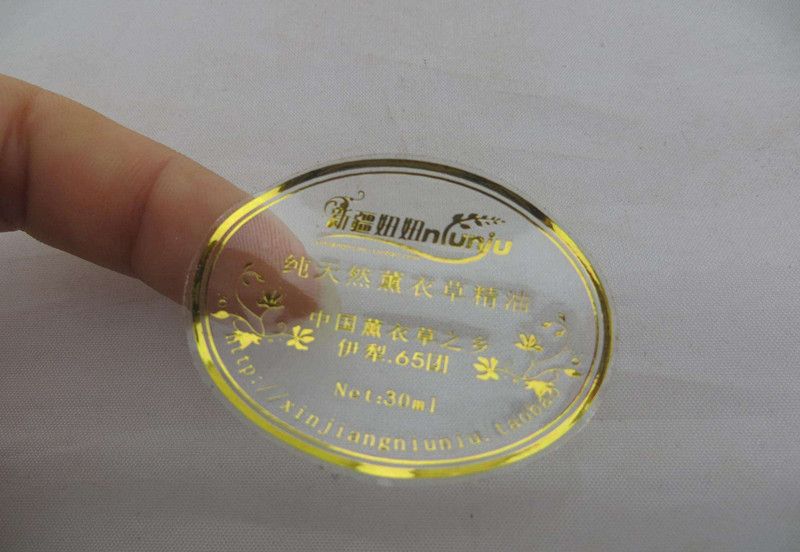 新疆妞妞niuniu
纯天然薰衣草精油
中国薰衣草之乡
伊犁.65团
Net:30ml
http://xinjiangniuniu.taobao